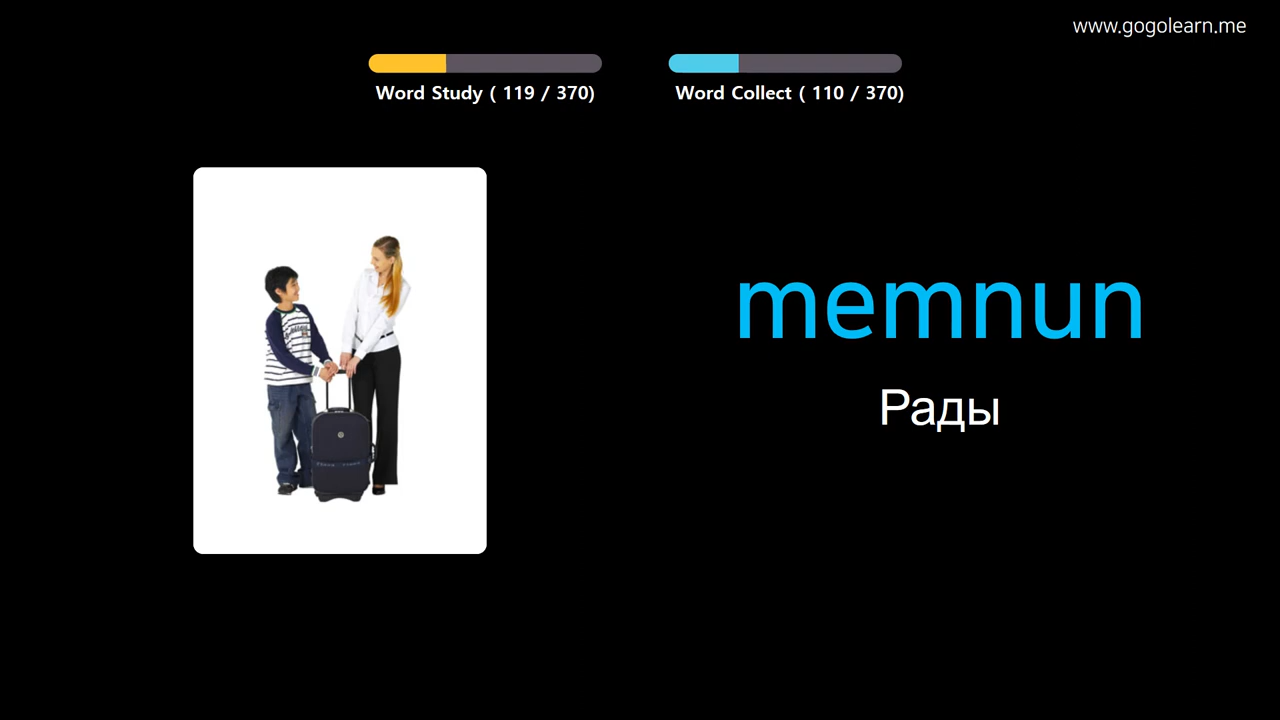 www.gogolearn.me
Word Study ( 119 / 370)
Word Collect ( 110 / 370)
memnun
Рады